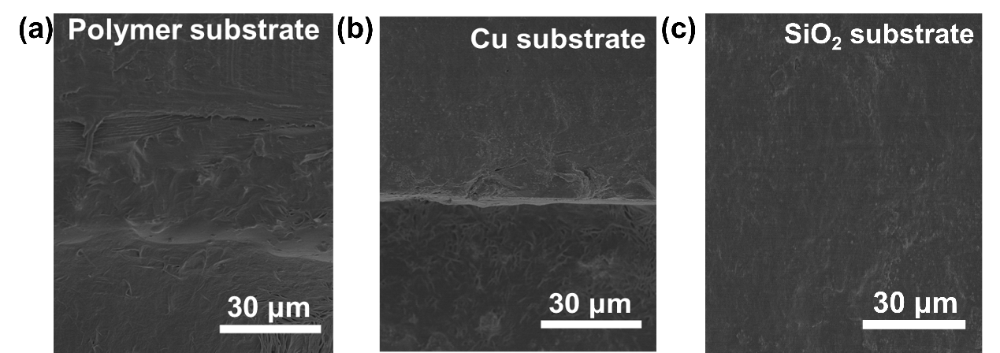 (a) Polymer substrate
30 µm
(b) Cu substrate
30 µm
(c) SiO₂ substrate
30 µm